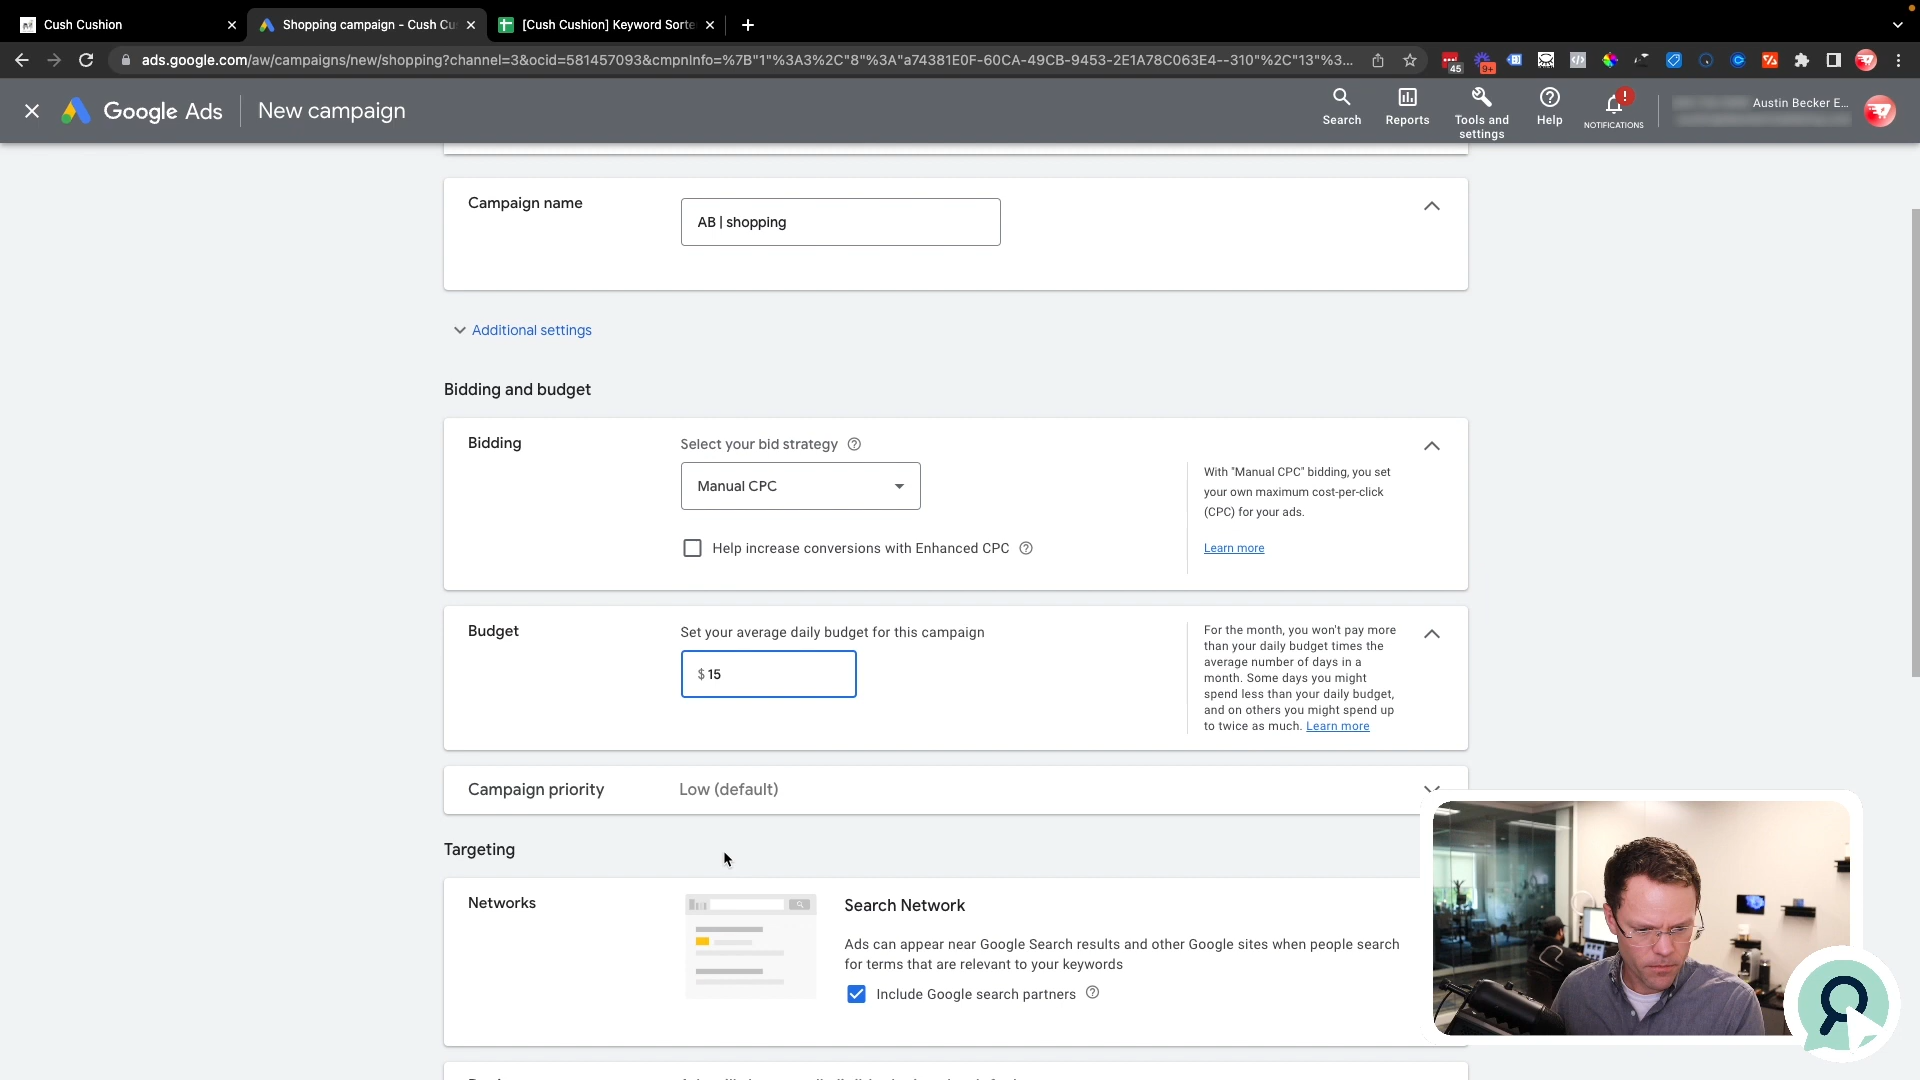 Cush Cushion
Shopping campaign - Cush Cu
[Cush Cushion] Keyword Sorte
ads.google.com/aw/campaigns/new/shopping?channel=3&ocid=581457093&cmpnInfo=%7B"1"%3A3%2C"8"%3A"a74381E0F-60CA-49CB-9453-2E1A78C063E4--310"%2C"13"%3...
45
9+
Google Ads
New campaign
Search
Reports
Tools and settings
Help
NOTIFICATIONS
Austin Becker E...
Campaign name
AB | shopping
Additional settings
Bidding and budget
Bidding
Select your bid strategy
Manual CPC
Help increase conversions with Enhanced CPC
With "Manual CPC" bidding, you set
your own maximum cost-per-click
(CPC) for your ads.
Learn more
Budget
Set your average daily budget for this campaign
$ 15
For the month, you won't pay more
than your daily budget times the
average number of days in a
month. Some days you might
spend less than your daily budget,
and on others you might spend up
to twice as much. Learn more
Campaign priority
Low (default)
Targeting
Networks
Search Network
Ads can appear near Google Search results and other Google sites when people search
for terms that are relevant to your keywords
Include Google search partners